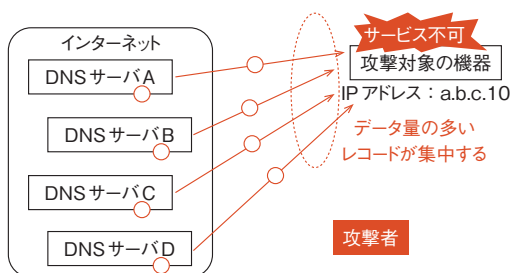 インターネット
DNSサーバA
DNSサーバB
DNSサーバC
DNSサーバD
サービス不可
攻撃対象の機器
IPアドレス：a.b.c.10
データ量の多い
レコードが集中する
攻撃者